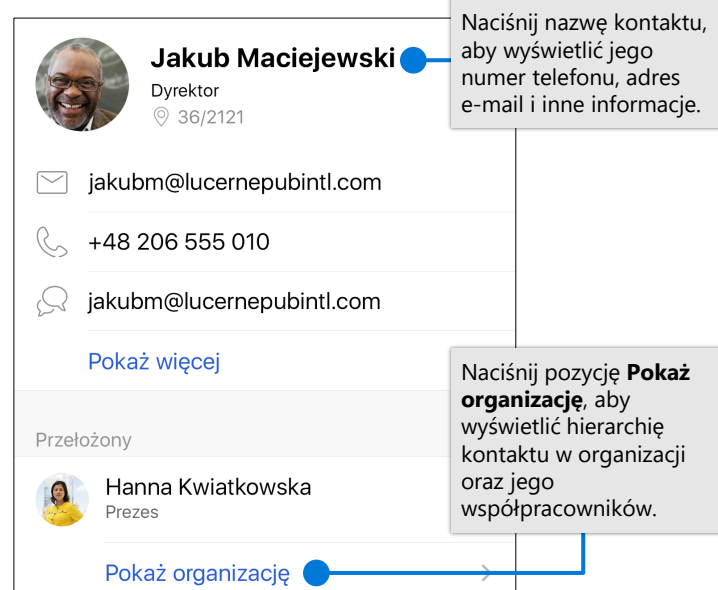 Jakub Maciejewski
Dyrektor
36/2121
jakubm@lucernepubintl.com
+48 206 555 010
jakubm@lucernepubintl.com
Pokaż więcej
Przełożony
Hanna Kwiatkowska
Prezes
Pokaż organizację
Naciśnij nazwę kontaktu,
aby wyświetlić jego
numer telefonu, adres
e-mail i inne informacje.
Naciśnij pozycję Pokaż
organizację, aby
wyświetlić hierarchię
kontaktu w organizacji
oraz jego
współpracowników.